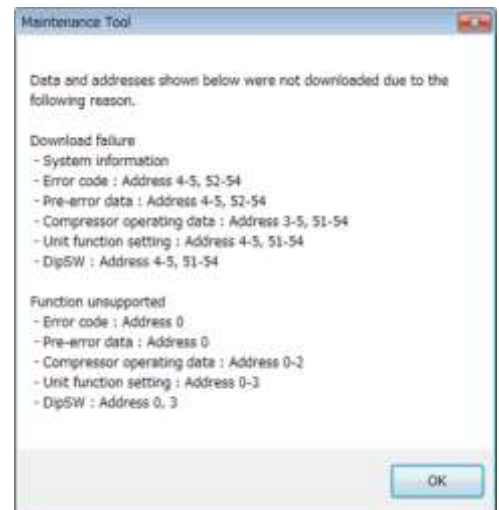 Maintenance Tool
Data and addresses shown below were not downloaded due to the
following reason.
Download failure
- System information
- Error code : Address 4-5, 52-54
- Pre-error data : Address 4-5, 52-54
- Compressor operating data : Address 3-5, 51-54
- Unit function setting : Address 4-5, 51-54
- DipSW : Address 4-5, 51-54
Function unsupported
- Error code : Address 0
- Pre-error data : Address 0
- Compressor operating data : Address 0-2
- Unit function setting : Address 0-3
- DipSW : Address 0, 3
OK